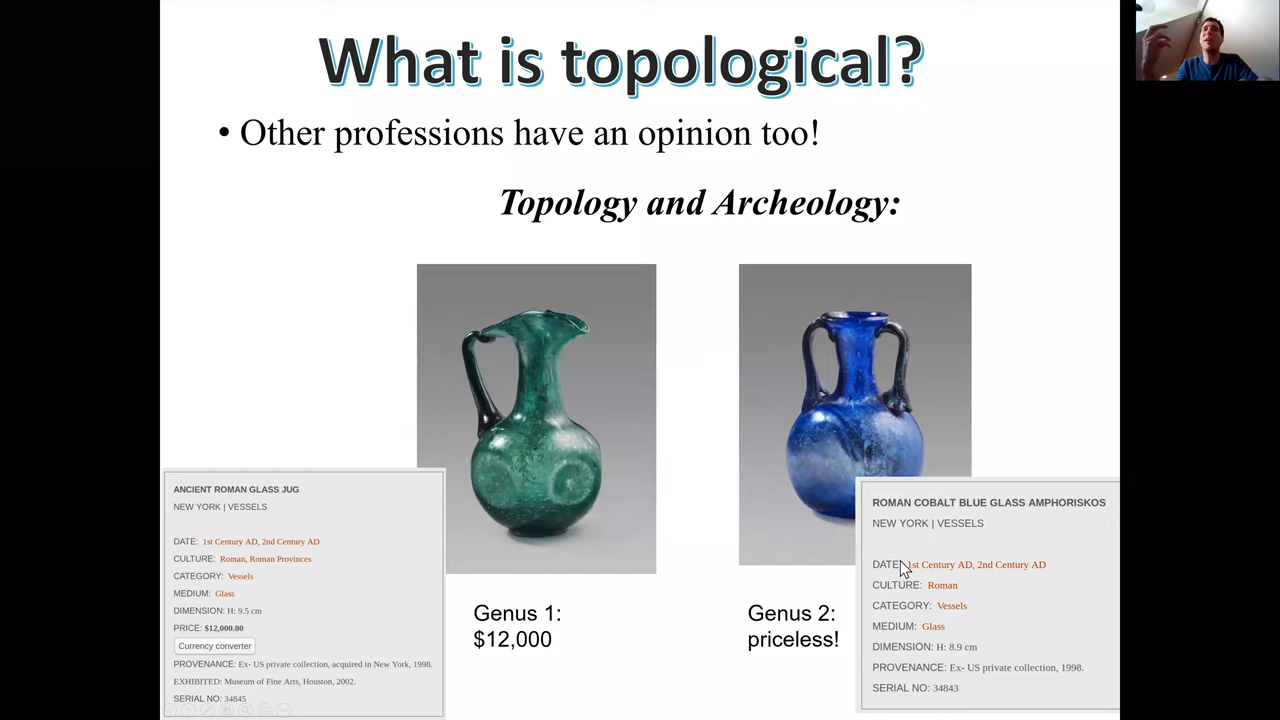 What is topological?
• Other professions have an opinion too!
Topology and Archeology:
ANCIENT ROMAN GLASS JUG
NEW YORK | VESSELS
DATE: 1st Century AD, 2nd Century AD
CULTURE: Roman, Roman Provinces
CATEGORY: Vessels
MEDIUM: Glass
DIMENSION: H: 9.5 cm
PRICE: $12,000.00
Currency converter
PROVENANCE: Ex- US private collection, acquired in New York, 1998.
EXHIBITED: Museum of Fine Arts, Houston, 2002.
SERIAL NO: 34845
Genus 1:
$12,000
Genus 2:
priceless!
ROMAN COBALT BLUE GLASS AMPHORISKOS
NEW YORK | VESSELS
DATE: 1st Century AD, 2nd Century AD
CULTURE: Roman
CATEGORY: Vessels
MEDIUM: Glass
DIMENSION: H: 8.9 cm
PROVENANCE: Ex- US private collection, 1998.
SERIAL NO: 34843